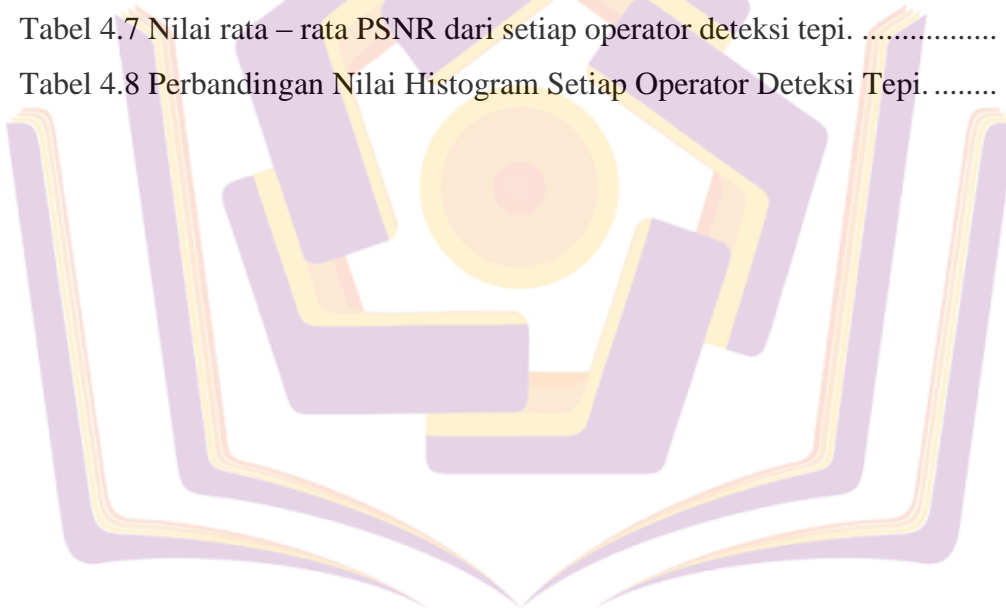 Tabel 4.7 Nilai rata – rata PSNR dari setiap operator deteksi tepi. .................
Tabel 4.8 Perbandingan Nilai Histogram Setiap Operator Deteksi Tepi. ........